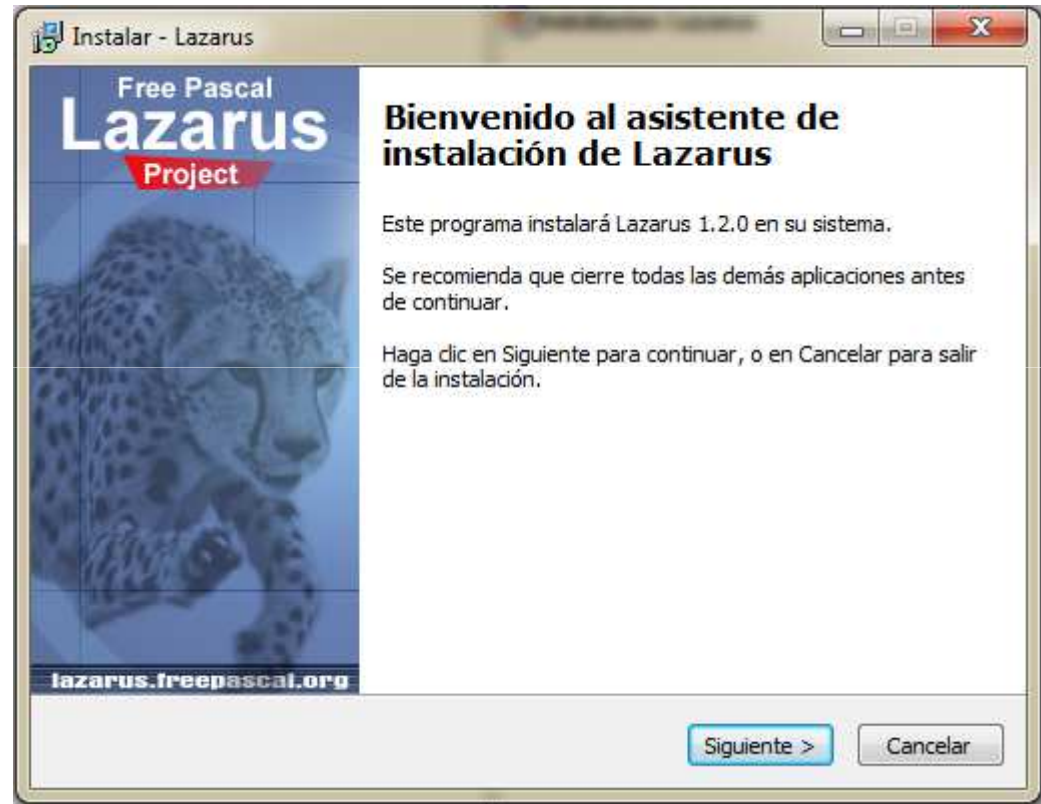 Instalar - Lazarus
Free Pascal
Lazarus
Project
Bienvenido al asistente de
instalación de Lazarus
Este programa instalará Lazarus 1.2.0 en su sistema.
Se recomienda que cierre todas las demás aplicaciones antes
de continuar.
Haga clic en Siguiente para continuar, o en Cancelar para salir
de la instalación.
lazarus.freepascal.org
Siguiente >
Cancelar